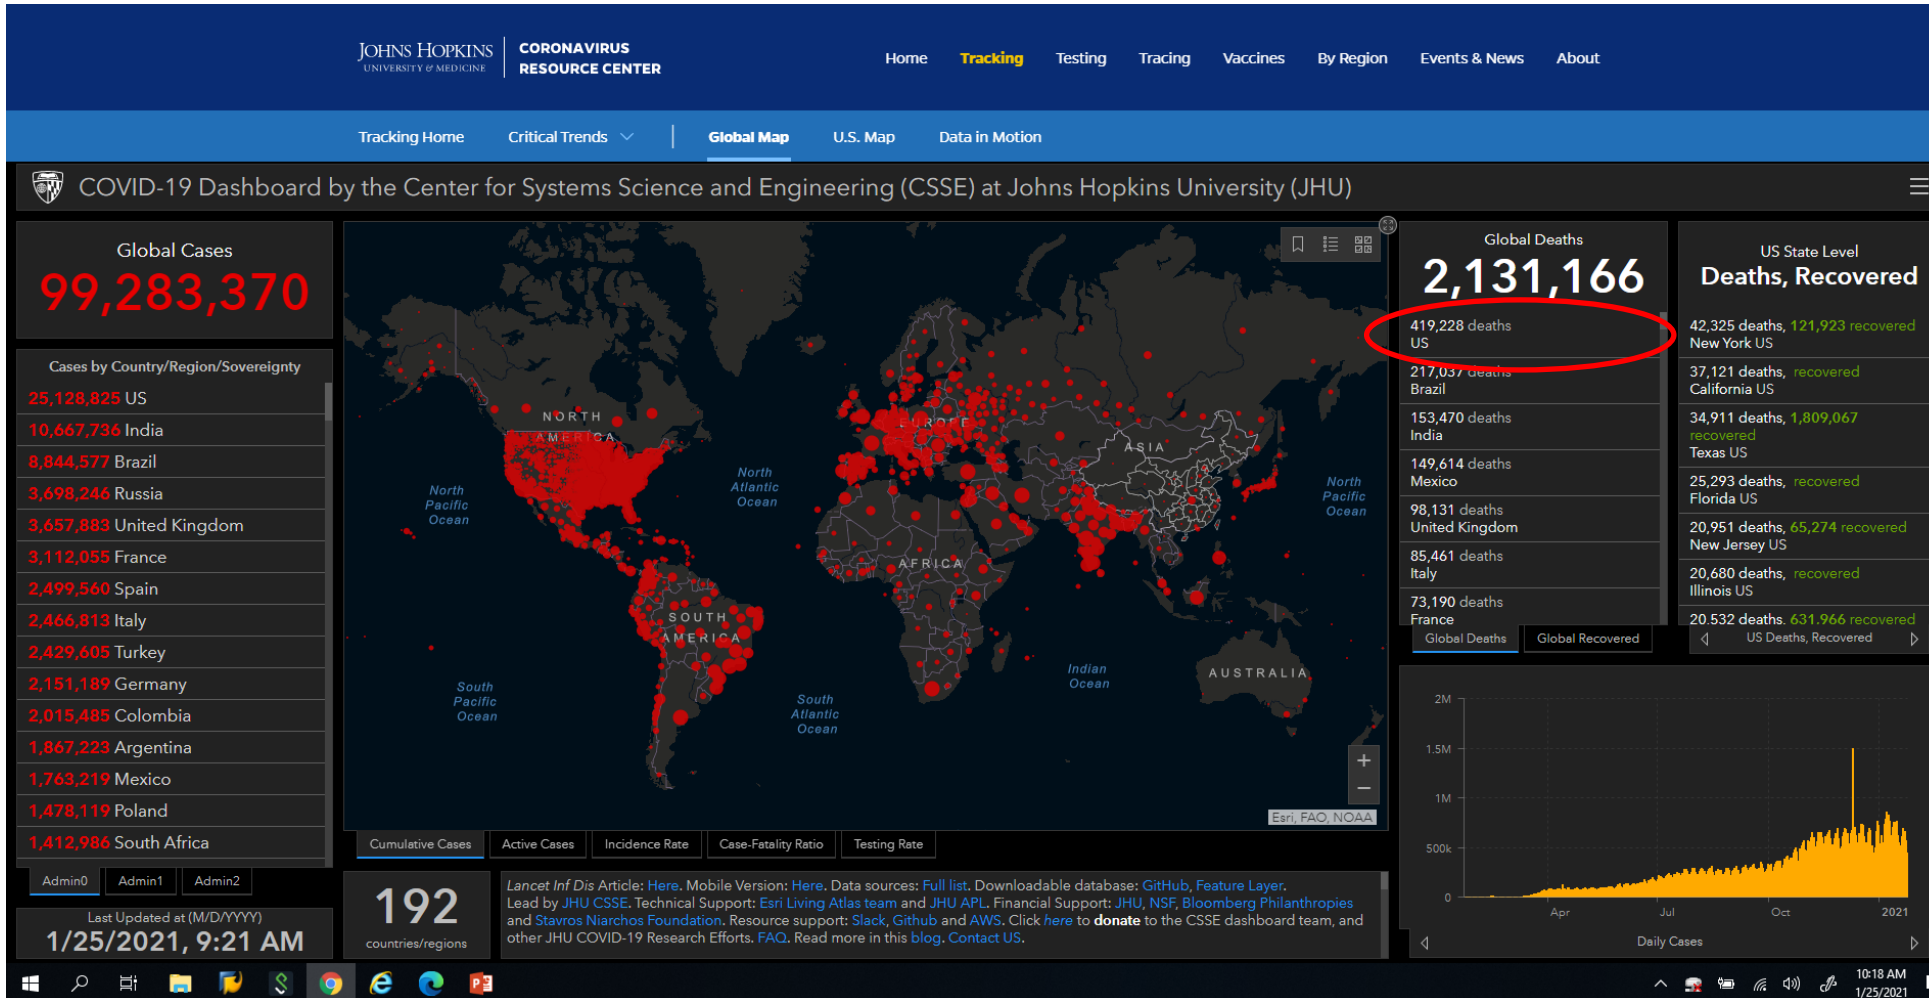 JOHNS HOPKINS
UNIVERSITY & MEDICINE
CORONAVIRUS
RESOURCE CENTER
Home
Tracking
Testing
Tracing
Vaccines
By Region
Events & News
About
Tracking Home
Critical Trends
Global Map
U.S. Map
Data in Motion
COVID-19 Dashboard by the Center for Systems Science and Engineering (CSSE) at Johns Hopkins University (JHU)
Global Cases
99,283,370
Cases by Country/Region/Sovereignty
25,128,825 US
10,667,736 India
8,844,577 Brazil
3,698,246 Russia
3,657,883 United Kingdom
3,112,055 France
2,499,560 Spain
2,466,813 Italy
2,429,605 Turkey
2,151,189 Germany
2,015,485 Colombia
1,867,223 Argentina
1,763,219 Mexico
1,478,119 Poland
1,412,986 South Africa
Admin0
Admin1
Admin2
Last Updated at (M/D/YYYY)
1/25/2021, 9:21 AM
NORTH
AMERICA
EUROPE
ASIA
North
Atlantic
Ocean
North
Pacific
Ocean
North
Pacific
Ocean
AFRICA
SOUTH
AMERICA
Indian
Ocean
AUSTRALIA
South
Pacific
Ocean
South
Atlantic
Ocean
+
−
Esri, FAO, NOAA
Cumulative Cases
Active Cases
Incidence Rate
Case-Fatality Ratio
Testing Rate
192
countries/regions
Lancet Inf Dis Article: Here. Mobile Version: Here. Data sources: Full list. Downloadable database: GitHub, Feature Layer.
Lead by JHU CSSE. Technical Support: Esri Living Atlas team and JHU APL. Financial Support: JHU, NSF, Bloomberg Philanthropies
and Stavros Niarchos Foundation. Resource support: Slack, Github and AWS. Click here to donate to the CSSE dashboard team, and
other JHU COVID-19 Research Efforts. FAQ. Read more in this blog. Contact US.
Global Deaths
2,131,166
419,228 deaths
US
217,037 deaths
Brazil
153,470 deaths
India
149,614 deaths
Mexico
98,131 deaths
United Kingdom
85,461 deaths
Italy
73,190 deaths
France
Global Deaths
Global Recovered
US State Level
Deaths, Recovered
42,325 deaths, 121,923 recovered
New York US
37,121 deaths, recovered
California US
34,911 deaths, 1,809,067
recovered
Texas US
25,293 deaths, recovered
Florida US
20,951 deaths, 65,274 recovered
New Jersey US
20,680 deaths, recovered
Illinois US
20,532 deaths, 631,966 recovered
US Deaths, Recovered
2M
1.5M
1M
500k
0
Apr
Jul
Oct
2021
Daily Cases
10:18 AM
1/25/2021